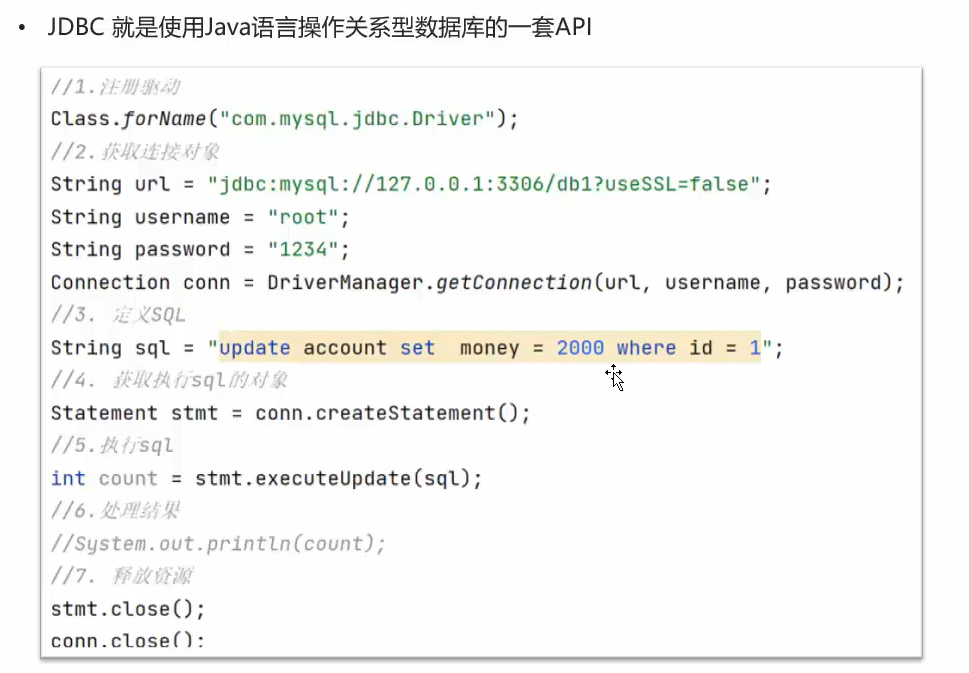 • JDBC 就是使用Java语言操作关系型数据库的一套API
//1.注册驱动
Class.forName("com.mysql.jdbc.Driver");
//2.获取连接对象
String url = "jdbc:mysql://127.0.0.1:3306/db1?useSSL=false";
String username = "root";
String password = "1234";
Connection conn = DriverManager.getConnection(url, username, password);
//3. 定义SQL
String sql = "update account set  money = 2000 where id = 1";
//4. 获取执行sql的对象
Statement stmt = conn.createStatement();
//5.执行sql
int count = stmt.executeUpdate(sql);
//6.处理结果
//System.out.println(count);
//7. 释放资源
stmt.close();
conn.close();